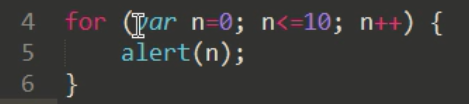 4 for (var n=0; n<=10; n++) {
5     alert(n);
6 }